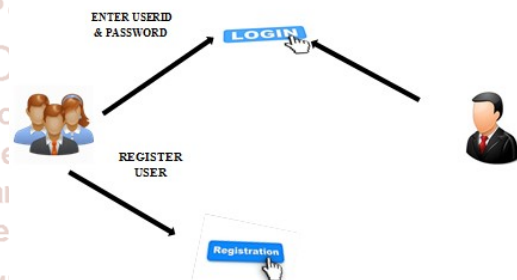 ENTER USERID
& PASSWORD
LOGIN
REGISTER
USER
Registration